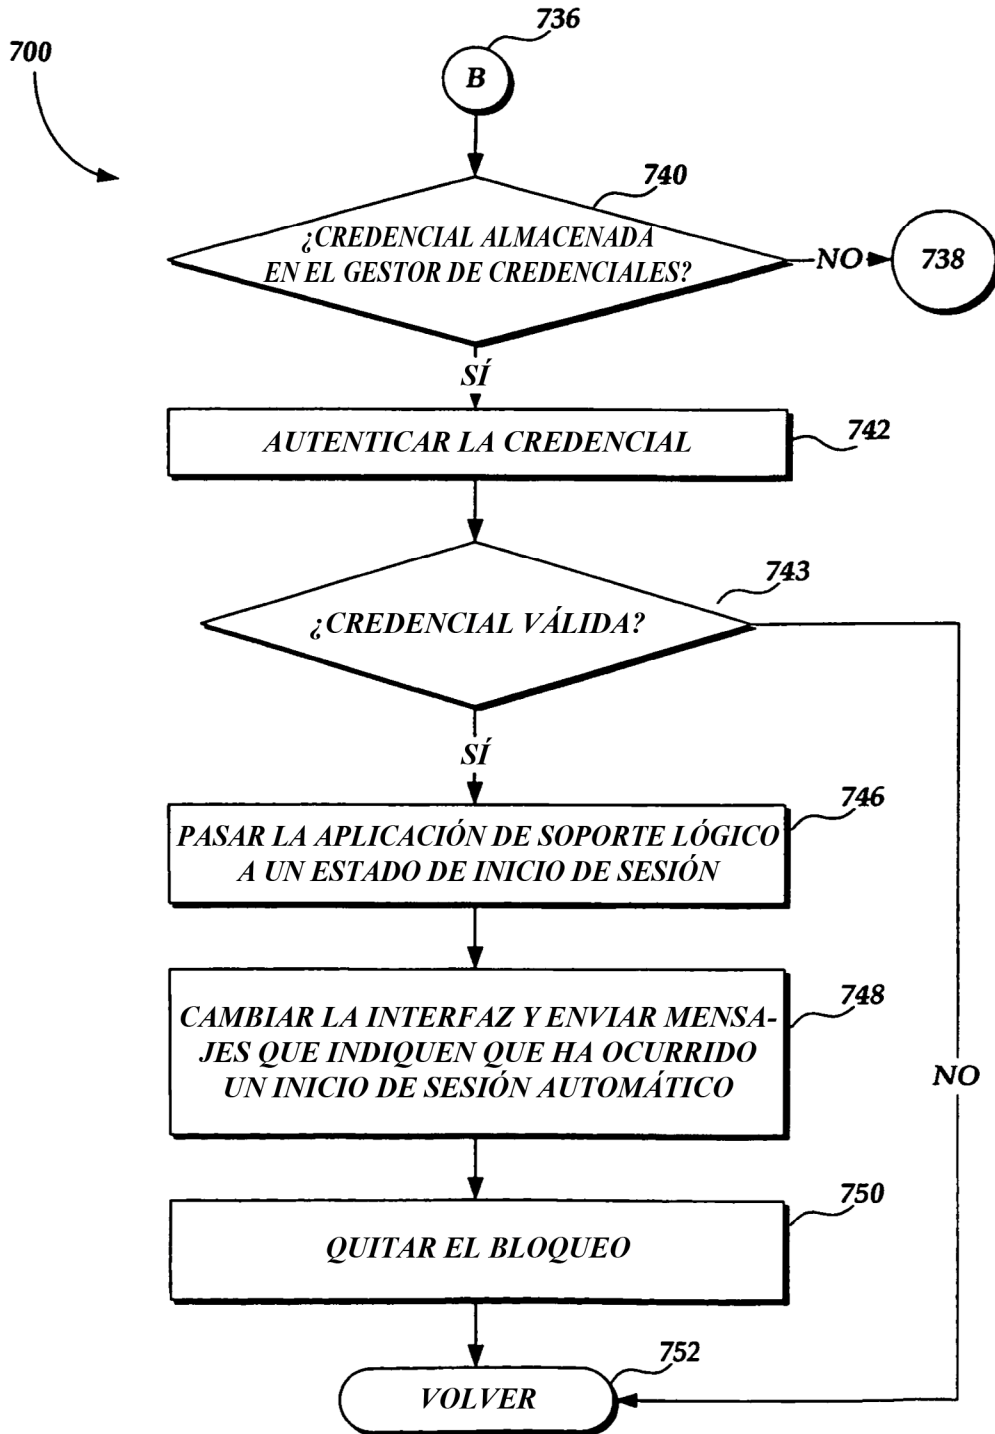 736
700
B
740
¿CREDENCIAL ALMACENADA
EN EL GESTOR DE CREDENCIALES?
NO
738
SÍ
AUTENTICAR LA CREDENCIAL
742
743
¿CREDENCIAL VÁLIDA?
SÍ
746
PASAR LA APLICACIÓN DE SOPORTE LÓGICO
A UN ESTADO DE INICIO DE SESIÓN
748
CAMBIAR LA INTERFAZ Y ENVIAR MENSA-
JES QUE INDIQUEN QUE HA OCURRIDO
UN INICIO DE SESIÓN AUTOMÁTICO
NO
750
QUITAR EL BLOQUEO
752
VOLVER